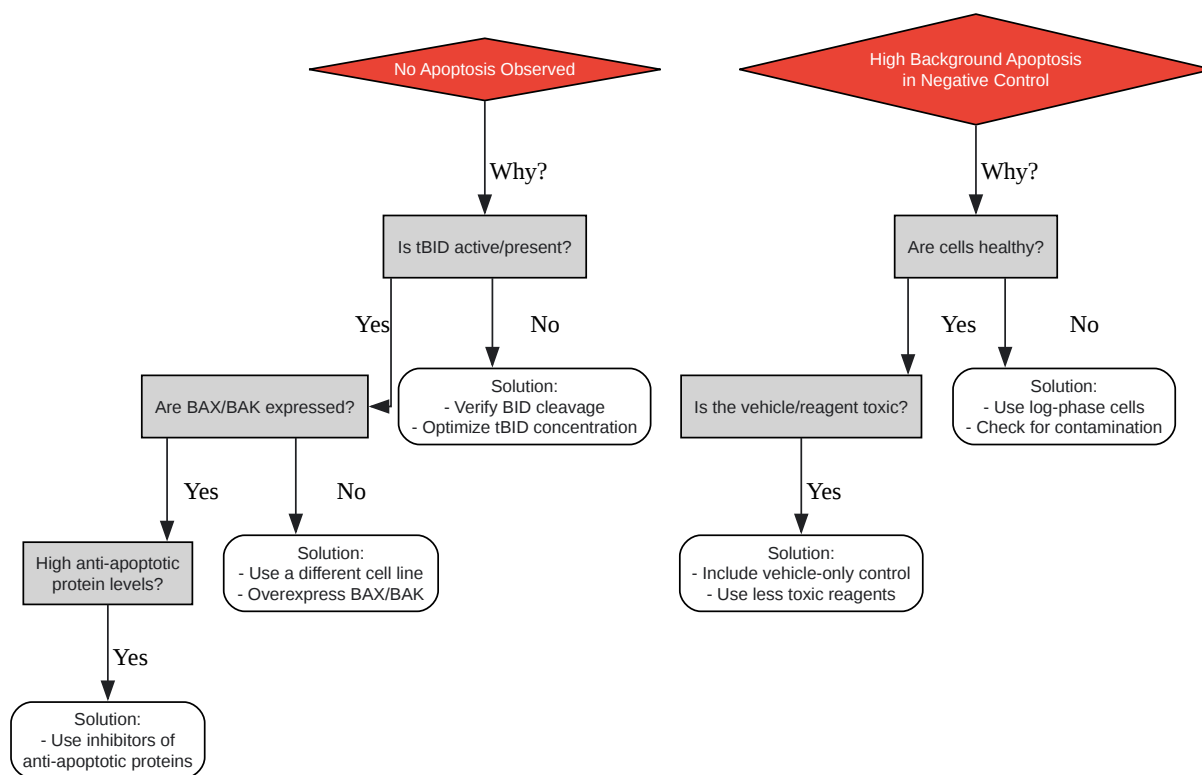 No Apoptosis Observed
Why?
Is tBID active/present?
Yes
No
Are BAX/BAK expressed?
Solution:
- Verify BID cleavage
- Optimize tBID concentration
Yes
No
High anti-apoptotic
protein levels?
Solution:
- Use a different cell line
- Overexpress BAX/BAK
Yes
Solution:
- Use inhibitors of
anti-apoptotic proteins
High Background Apoptosis
in Negative Control
Why?
Are cells healthy?
Yes
No
Is the vehicle/reagent toxic?
Solution:
- Use log-phase cells
- Check for contamination
Yes
Solution:
- Include vehicle-only control
- Use less toxic reagents